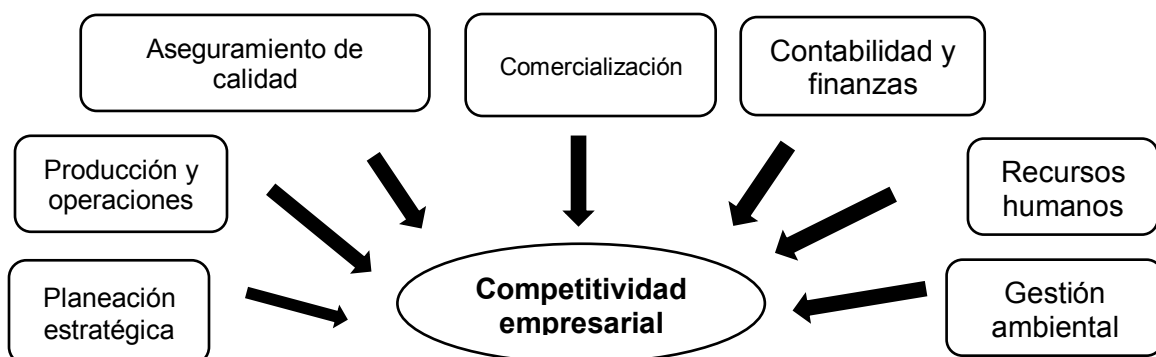 Aseguramiento de
calidad
Comercialización
Contabilidad y
finanzas
Producción y
operaciones
Recursos
humanos
Planeación
estratégica
Competitividad
empresarial
Gestión
ambiental